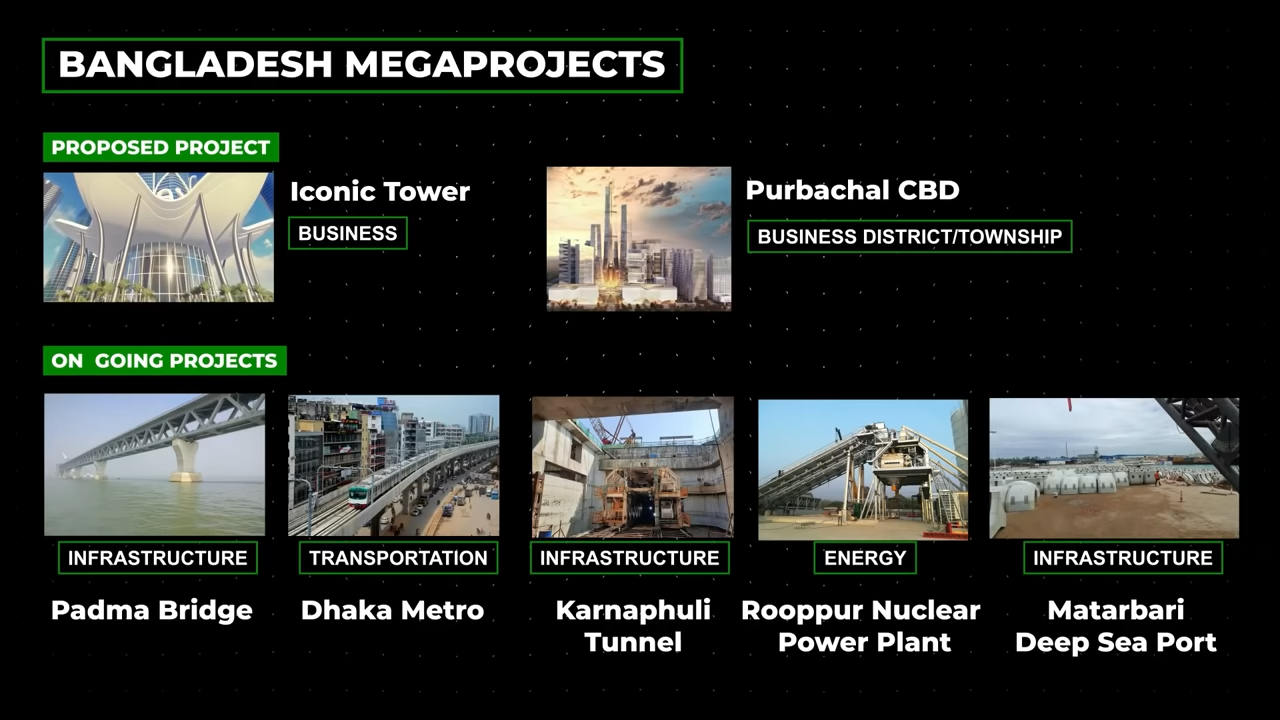 BANGLADESH MEGAPROJECTS
PROPOSED PROJECT
Iconic Tower
BUSINESS
Purbachal CBD
BUSINESS DISTRICT/TOWNSHIP
ON GOING PROJECTS
INFRASTRUCTURE
Padma Bridge
TRANSPORTATION
Dhaka Metro
INFRASTRUCTURE
Karnaphuli
Tunnel
ENERGY
Rooppur Nuclear
Power Plant
INFRASTRUCTURE
Matarbari
Deep Sea Port